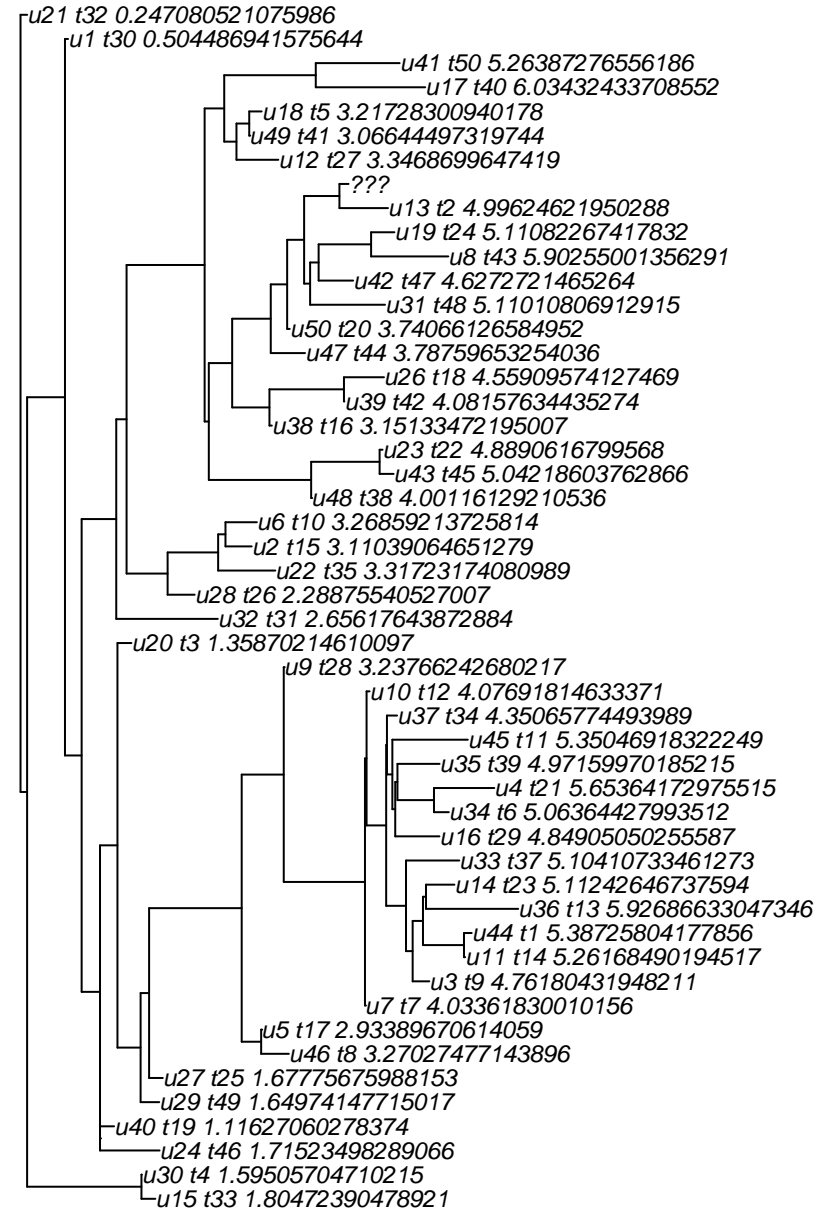 u21 t32 0.247080521075986
u1 t30 0.504486941575644
u41 t50 5.26387276556186
u17 t40 6.03432433708552
u18 t5 3.21728300940178
u49 t41 3.06644497319744
u12 t27 3.3468699647419
???
u13 t2 4.99624621950288
u19 t24 5.11082267417832
u8 t43 5.90255001356291
u42 t47 4.6272721465264
u31 t48 5.11010806912915
u50 t20 3.74066126584952
u47 t44 3.78759653254036
u26 t18 4.55909574127469
u39 t42 4.08157634435274
u38 t16 3.15133472195007
u23 t22 4.8890616799568
u43 t45 5.04218603762866
u48 t38 4.00116129210536
u6 t10 3.26859213725814
u2 t15 3.11039064651279
u22 t35 3.31723174080989
u28 t26 2.28875540527007
u32 t31 2.65617643872884
u20 t3 1.35870214610097
u9 t28 3.23766242680217
u10 t12 4.07691814633371
u37 t34 4.35065774493989
u45 t11 5.35046918322249
u35 t39 4.97159970185215
u4 t21 5.65364172975515
u34 t6 5.06364427993512
u16 t29 4.84905050255587
u33 t37 5.10410733461273
u14 t23 5.11242646737594
u36 t13 5.92686633047346
u44 t1 5.38725804177856
u11 t14 5.26168490194517
u3 t9 4.76180431948211
u7 t7 4.03361830010156
u5 t17 2.93389670614059
u46 t8 3.27027477143896
u27 t25 1.67775675988153
u29 t49 1.64974147715017
u40 t19 1.11627060278374
u24 t46 1.71523498289066
u30 t4 1.59505704710215
u15 t33 1.80472390478921